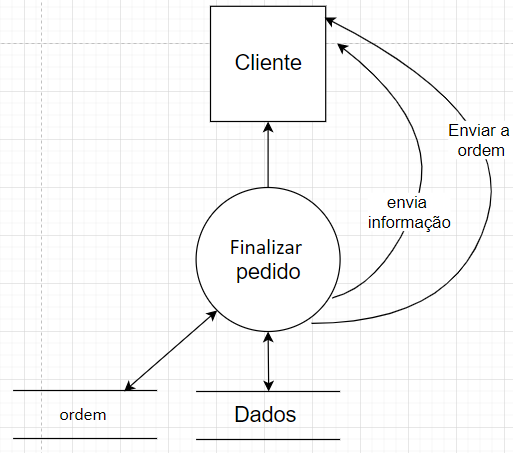 Cliente
Enviar a
ordem
envia
informação
Finalizar
pedido
ordem
Dados